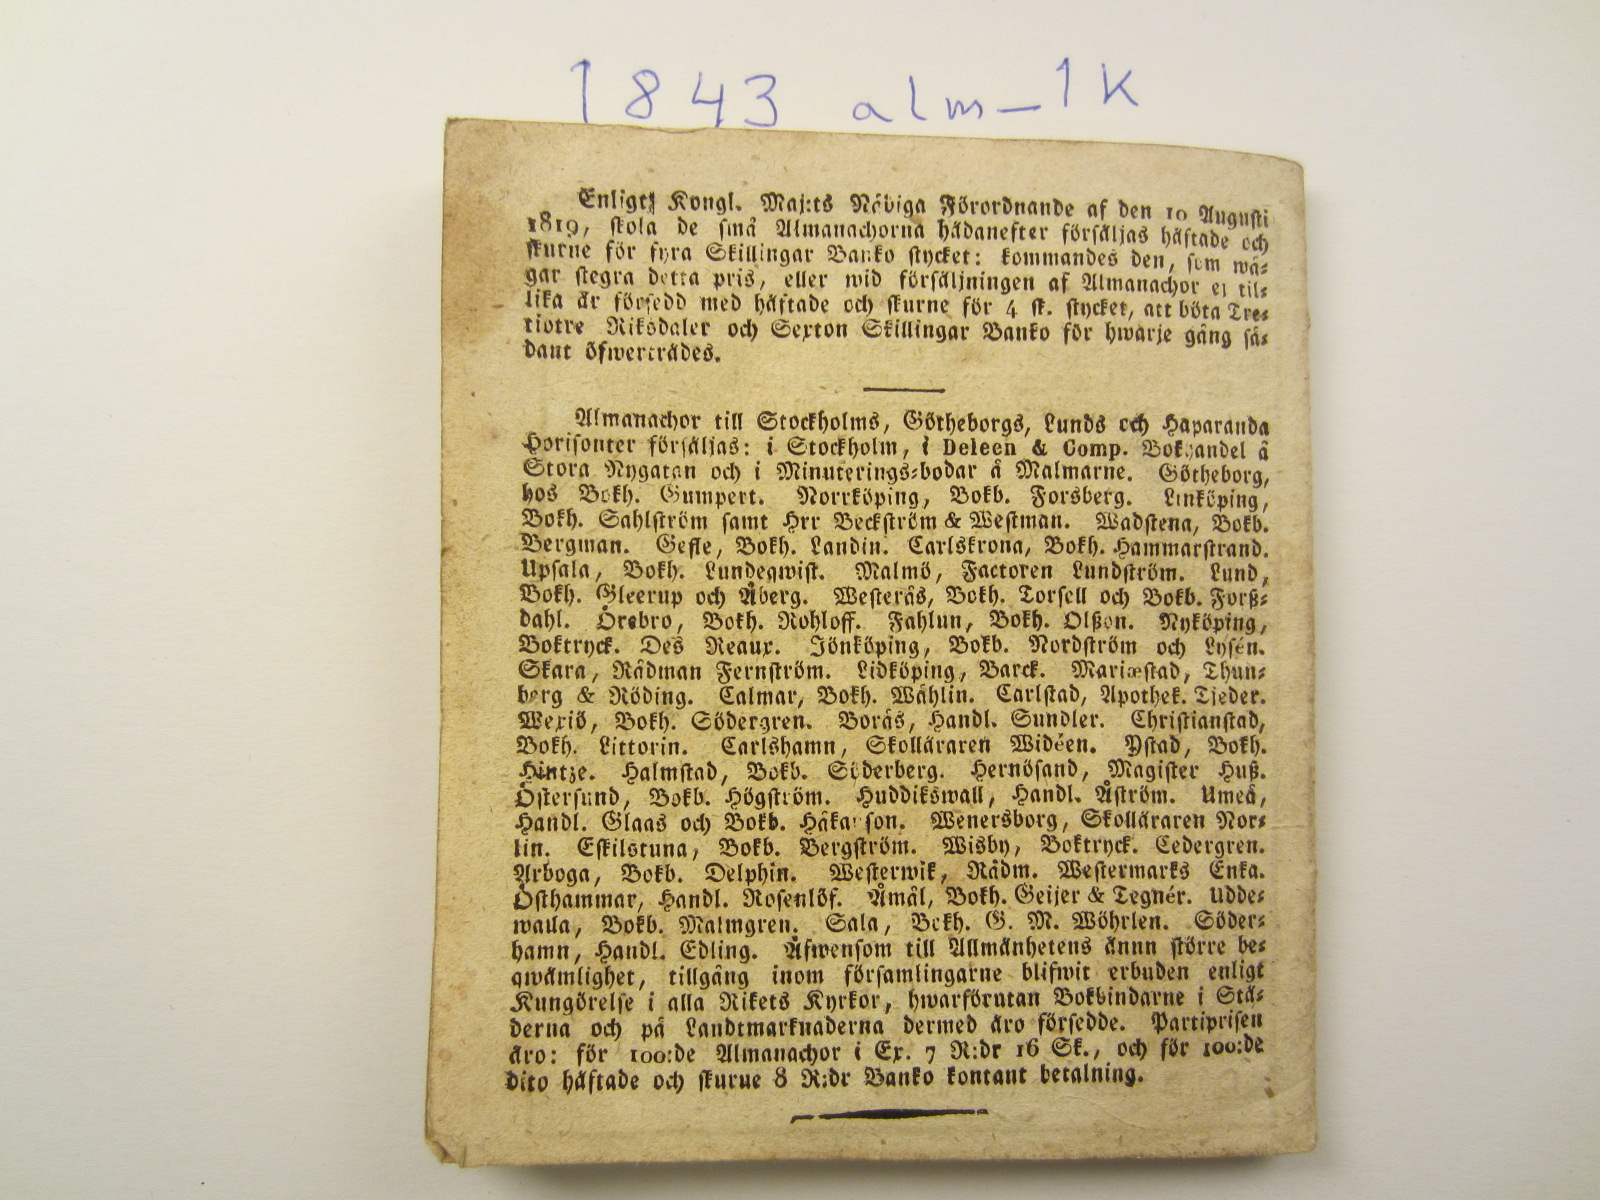 1843 alm_1K
Enligt Kongl. Maj:ts Nådiga Förordnande af den 10 Augusti
1819, skola de små Almanachorna hädanefter försäljas häftade och
skurne för fyra Skillingar Banko stycket: kommandes den, som wå-
gar stegra detta pris, eller wid försäljningen af Almanachor ej til-
lika är försedd med häftade och skurne för 4 sk. stycket, att böta Tre-
tiotre Riksdaler och Sexton Skillingar Banko för hwarje gång så-
dant öfwerträdes.
Almanachor till Stockholms, Götheborgs, Lunds och Haparanda
Horisonter försäljas: i Stockholm, i Deleen & Comp. Bokhandel å
Stora Nygatan och i Minuterings-bodar å Malmarne. Götheborg,
hos Bokh. Gumpert. Norrköping, Bokb. Forsberg. Linköping,
Bokh. Sahlström samt Hrr Beckström & Westman. Wadstena, Bokb.
Bergman. Gefle, Bokh. Landin. Carlskrona, Bokh. Hammarstrand.
Upsala, Bokh. Lundeqwist. Malmö, Factoren Lundström. Lund,
Bokh. Gleerup och Åberg. Westerås, Bokh. Torsell och Bokb. Forß-
dahl. Örebro, Bokh. Rohloff. Fahlun, Bokh. Olßon. Nyköping,
Boktryck. Des Reaux. Jönköping, Bokb. Nordström och Lysén.
Skara, Rådman Fernström. Lidköping, Barck. Mariæstad, Thun-
berg & Röding. Calmar, Bokh. Wåhlin. Carlstad, Apothek. Tjeder.
Wexiö, Bokh. Södergren. Borås, Handl. Sundler. Christianstad,
Bokh. Littorin. Carlshamn, Skolläraren Widéen. Ystad, Bokh.
Hintze. Halmstad, Bokb. Söderberg. Hernösand, Magister Huß.
Östersund, Bokb. Högström. Huddikswall, Handl. Åström. Umeå,
Handl. Glaas och Bokb. Håkanson. Wenersborg, Skolläraren Nor-
lin. Eskilstuna, Bokb. Bergström. Wisby, Boktryck. Cedergren.
Arboga, Bokb. Delphin. Westerwik, Rådm. Westermarks Enka.
Östhammar, Handl. Rosenlöf. Åmål, Bokh. Geijer & Tegnér. Udde-
walla, Bokb. Malmgren. Sala, Bokh. G. M. Wöhrlen. Söder-
hamn, Handl. Edling. Äfwensom till Allmänhetens ännn större be-
qwämlighet, tillgång inom församlingarne blifwit erbuden enligt
Kungörelse i alla Rikets Kyrkor, hwarförutan Bokbindarne i Stä-
derna och på Landtmarknaderna dermed äro försedde. Partiprisen
äro: för 100:de Almanachor i Ex. 7 R:dr 16 Sk., och för 100:de
dito häftade och skurne 8 R:dr Banko kontant betalning.